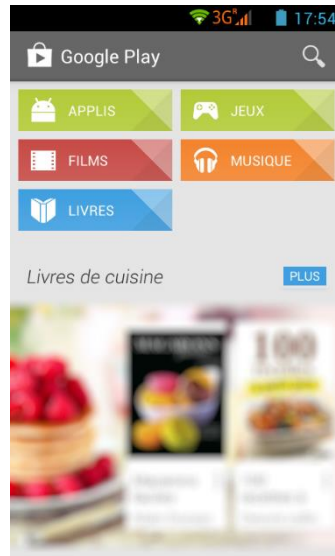 3G R 17:54
Google Play
APPLIS JEUX
FILMS MUSIQUE
LIVRES
Livres de cuisine PLUS
100